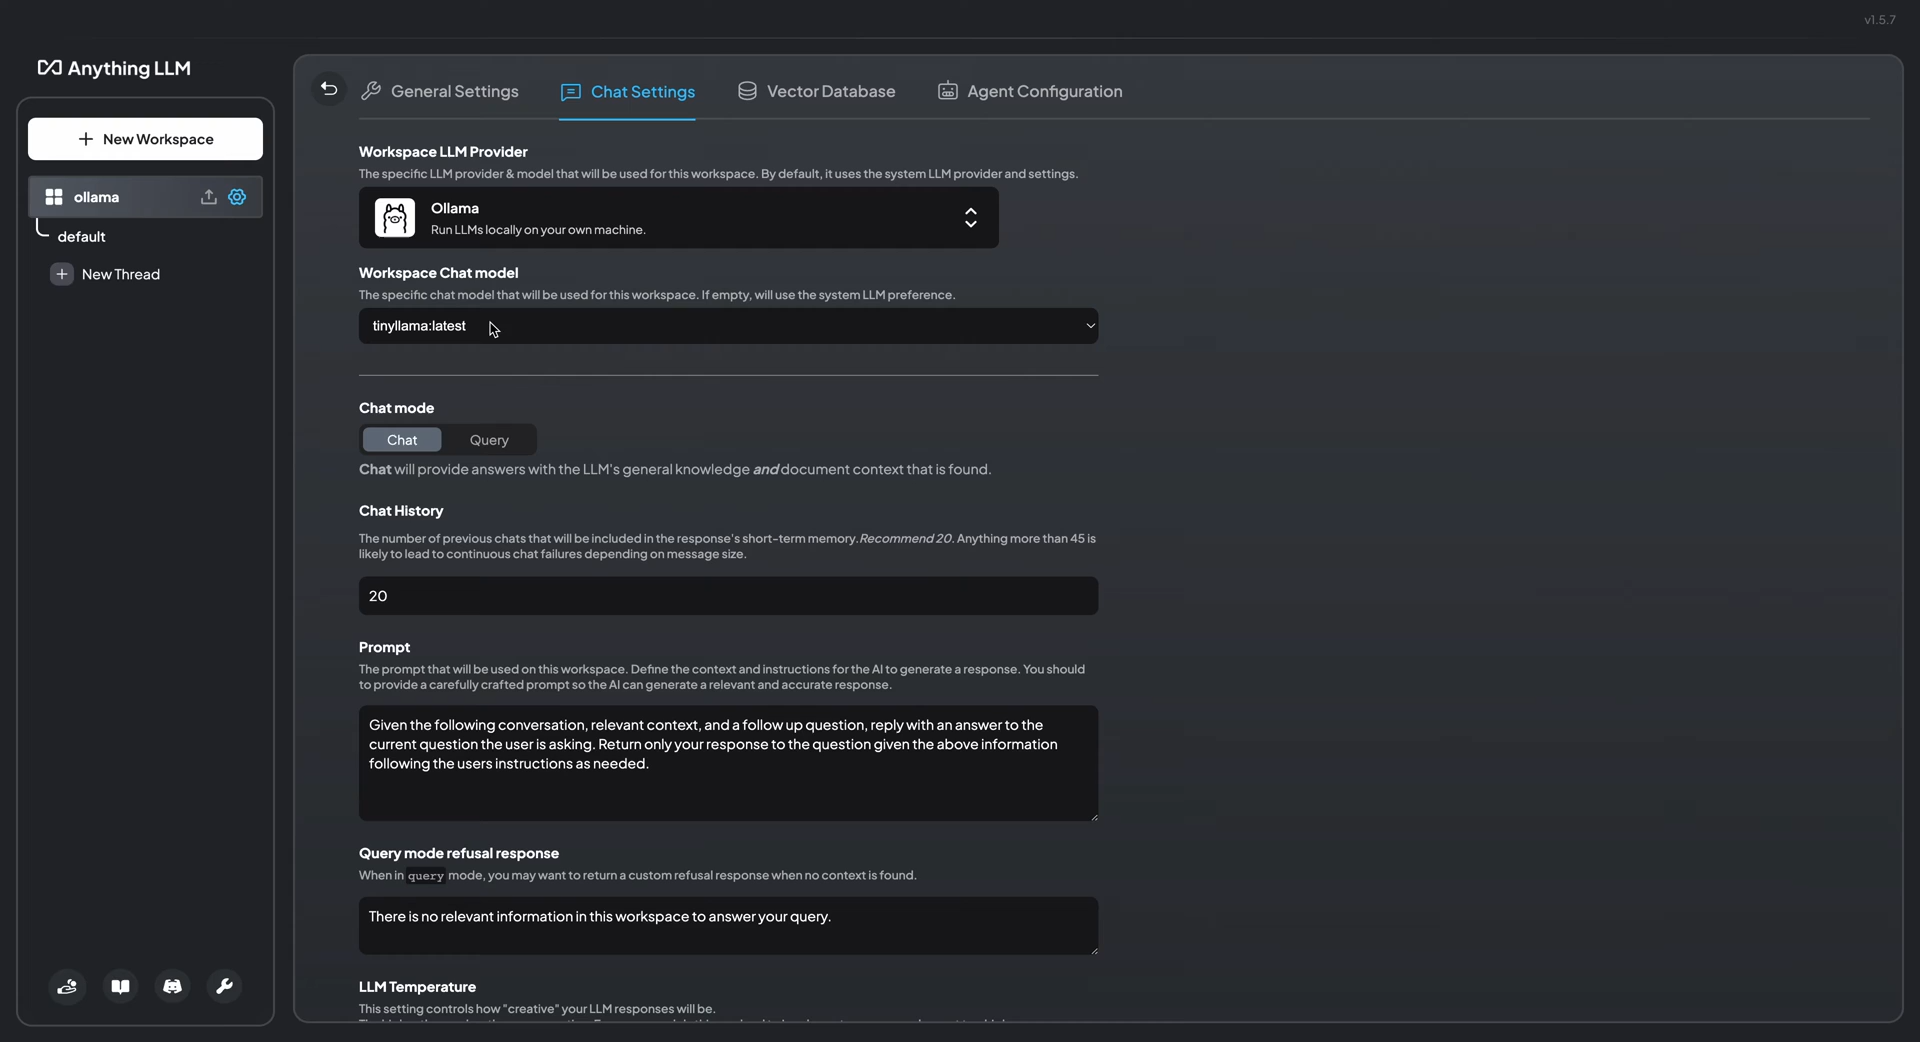 v1.5.7
Anything LLM
General Settings
Chat Settings
Vector Database
Agent Configuration
New Workspace
ollama
default
New Thread
Workspace LLM Provider
The specific LLM provider & model that will be used for this workspace. By default, it uses the system LLM provider and settings.
Ollama
Run LLMs locally on your own machine.
Workspace Chat model
The specific chat model that will be used for this workspace. If empty, will use the system LLM preference.
tinyllama:latest
Chat mode
Chat
Query
Chat will provide answers with the LLM's general knowledge and document context that is found.
Chat History
The number of previous chats that will be included in the response's short-term memory.Recommend 20. Anything more than 45 is
likely to lead to continuous chat failures depending on message size.
20
Prompt
The prompt that will be used on this workspace. Define the context and instructions for the AI to generate a response. You should
to provide a carefully crafted prompt so the AI can generate a relevant and accurate response.
Given the following conversation, relevant context, and a follow up question, reply with an answer to the
current question the user is asking. Return only your response to the question given the above information
following the users instructions as needed.
Query mode refusal response
When in query mode, you may want to return a custom refusal response when no context is found.
There is no relevant information in this workspace to answer your query.
LLM Temperature
This setting controls how "creative" your LLM responses will be.